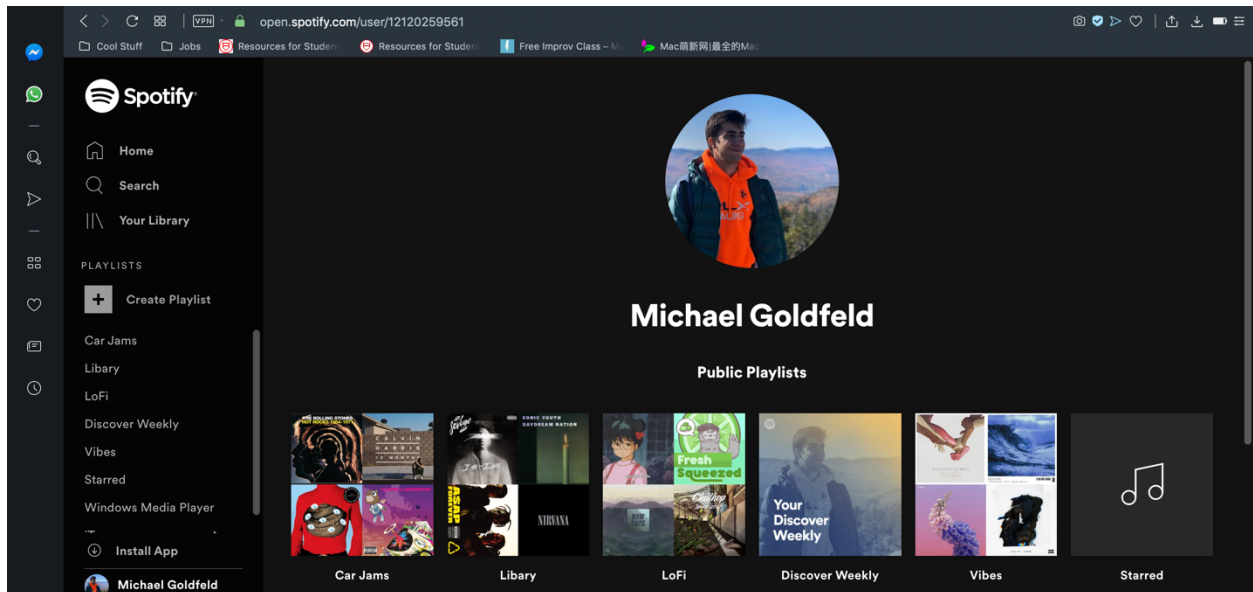 VPN
open.spotify.com/user/12120259561
Cool Stuff
Jobs
Resources for Student
Resources for Student
Free Improv Class – M
Mac萌新网|最全的Mac
Spotify
Home
Search
Your Library
PLAYLISTS
Create Playlist
Car Jams
Libary
LoFi
Discover Weekly
Vibes
Starred
Windows Media Player
Install App
Michael Goldfeld
Michael Goldfeld
Public Playlists
THE ROLLING STONES
CALVIN
HARRIS
SONIC YOUTH
DAYDREAM NATION
NIRVANA
Fresh
Squeezed
Your
Discover
Weekly
Car Jams
Libary
LoFi
Discover Weekly
Vibes
Starred